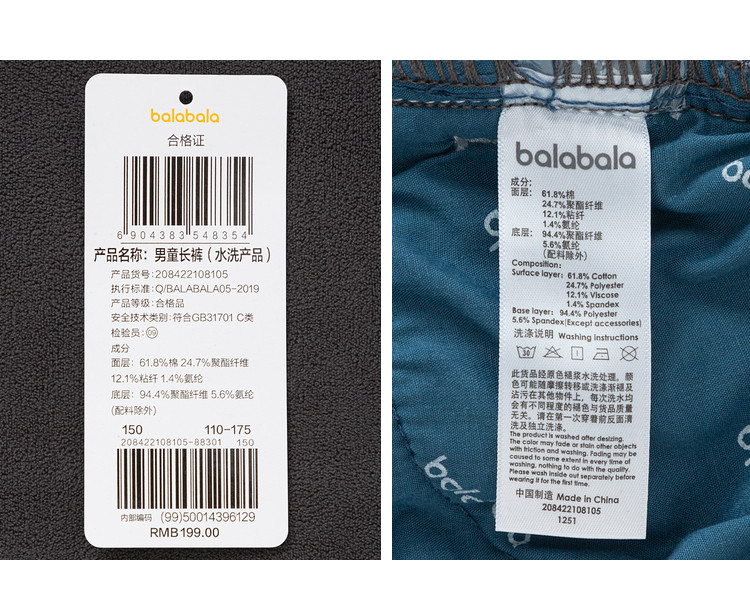 balabala
合格证
6904383548354
产品名称：男童长裤（水洗产品）
产品货号: 208422108105
执行标准: Q/BALABALA05-2019
产品等级: 合格品
安全技术类别: 符合GB31701 C类
检验员: 09
成分
面层：61.8%棉 24.7%聚酯纤维
12.1%粘纤 1.4%氨纶
底层：94.4%聚酯纤维 5.6%氨纶
(配料除外)
150 110-175
208422108105-88301 150
内部编码 (99)50014396129
RMB199.00
balabala
成分:
面层: 61.8%棉
24.7%聚酯纤维
12.1%粘纤
1.4%氨纶
底层: 94.4%聚酯纤维
5.6%氨纶
(配料除外)
Composition:
Surface layer: 61.8% Cotton
24.7% Polyester
12.1% Viscose
1.4% Spandex
Base layer: 94.4% Polyester
5.6% Spandex(Except accessories)
洗涤说明 Washing instructions
30
此货品经原色褪浆水洗处理。颜
色可能随摩擦转移或洗涤渐褪及
沾污在其他物件上，每次洗水均
会有不同程度的褪色与货品质量
无关。请在第一次穿着前反面清
洗及独立洗涤。
The product is washed after desizing.
The color may fade or stain other objects
with friction and washing. Fading may be
caused to some extent in every time of
washing, nothing to do with the quality.
Please wash inside out separately before
wearing it for the first time.
中国制造 Made in China
208422108105
1251